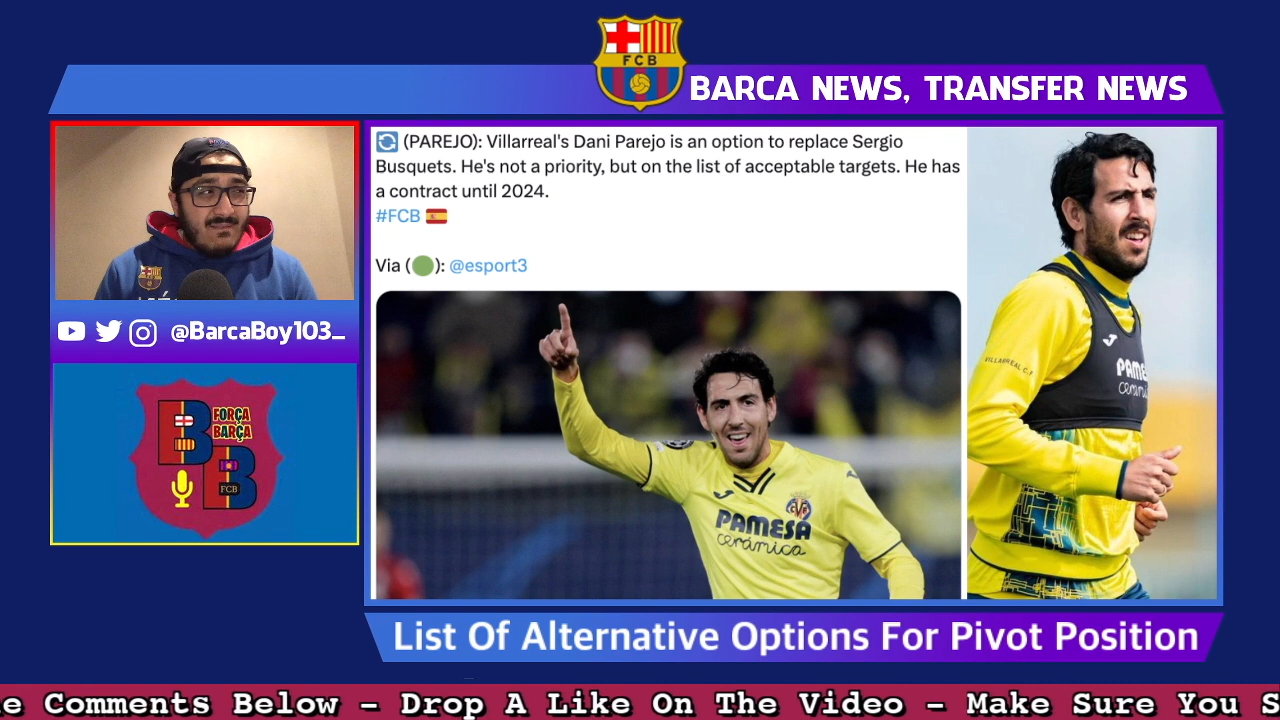 FCB
BARCA NEWS, TRANSFER NEWS
(PAREJO): Villarreal's Dani Parejo is an option to replace Sergio
Busquets. He's not a priority, but on the list of acceptable targets. He has
a contract until 2024.
#FCB
Via ( ): @esport3
@BarcaBoy103_
B
FORÇA
BARÇA
B
FCB
PAMESA
cerámica
VILLARREAL C.F.
List Of Alternative Options For Pivot Position
e Comments Below - Drop A Like On The Video - Make Sure You S